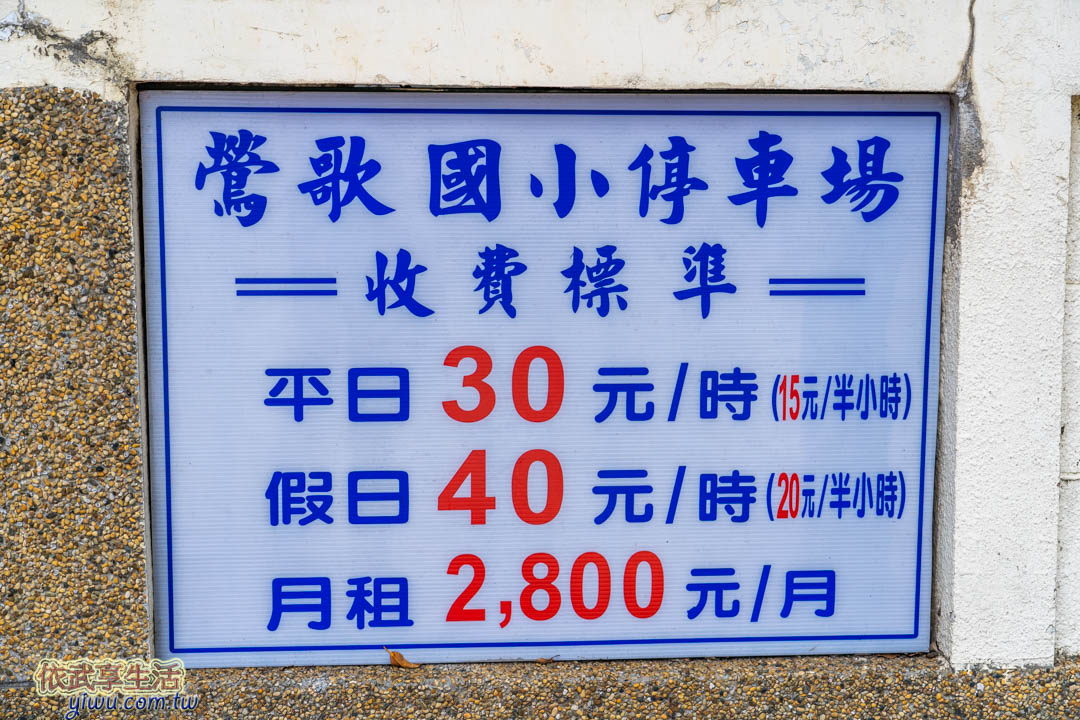 鶯歌國小停車場
收費標準
平日 30 元/時 (15元/半小時)
假日 40 元/時 (20元/半小時)
月租 2,800 元/月
依武享生活
yiwu.com.tw